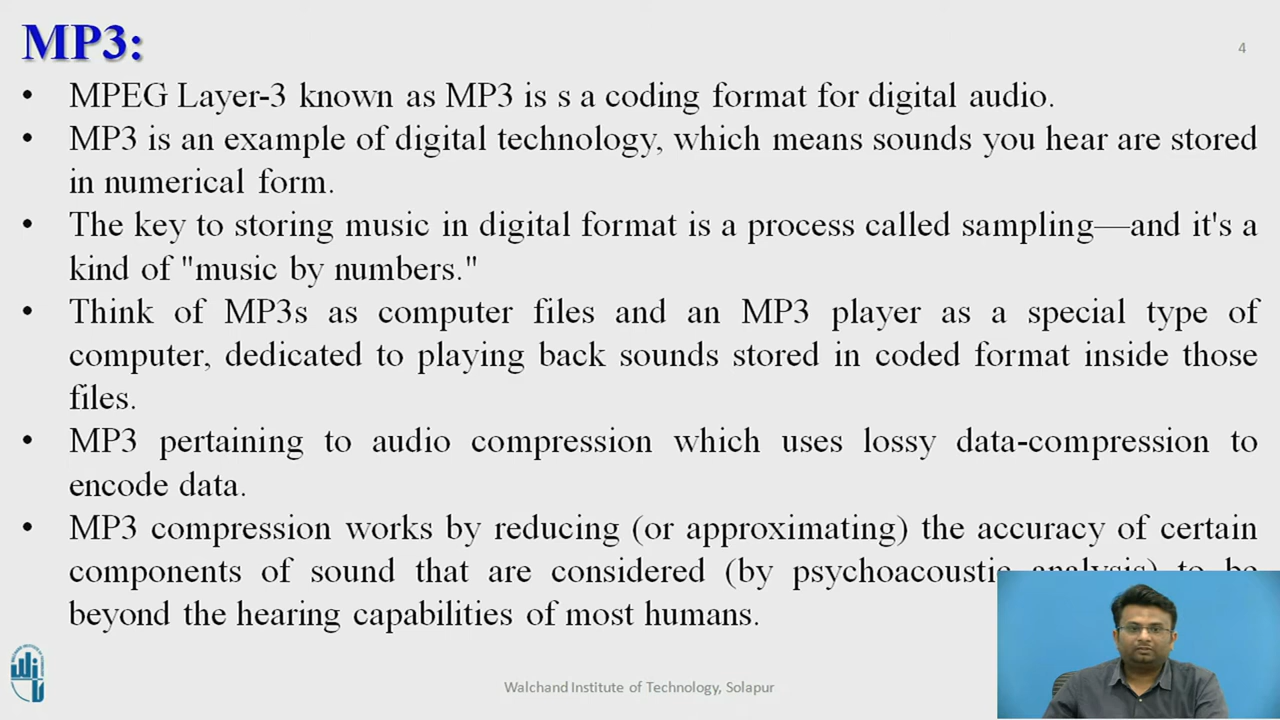 MP3:
4
• MPEG Layer-3 known as MP3 is s a coding format for digital audio.
• MP3 is an example of digital technology, which means sounds you hear are stored
in numerical form.
• The key to storing music in digital format is a process called sampling—and it's a
kind of "music by numbers."
• Think of MP3s as computer files and an MP3 player as a special type of
computer, dedicated to playing back sounds stored in coded format inside those
files.
• MP3 pertaining to audio compression which uses lossy data-compression to
encode data.
• MP3 compression works by reducing (or approximating) the accuracy of certain
components of sound that are considered (by psychoacoustic analysis) to be
beyond the hearing capabilities of most humans.
Walchand Institute of Technology, Solapur